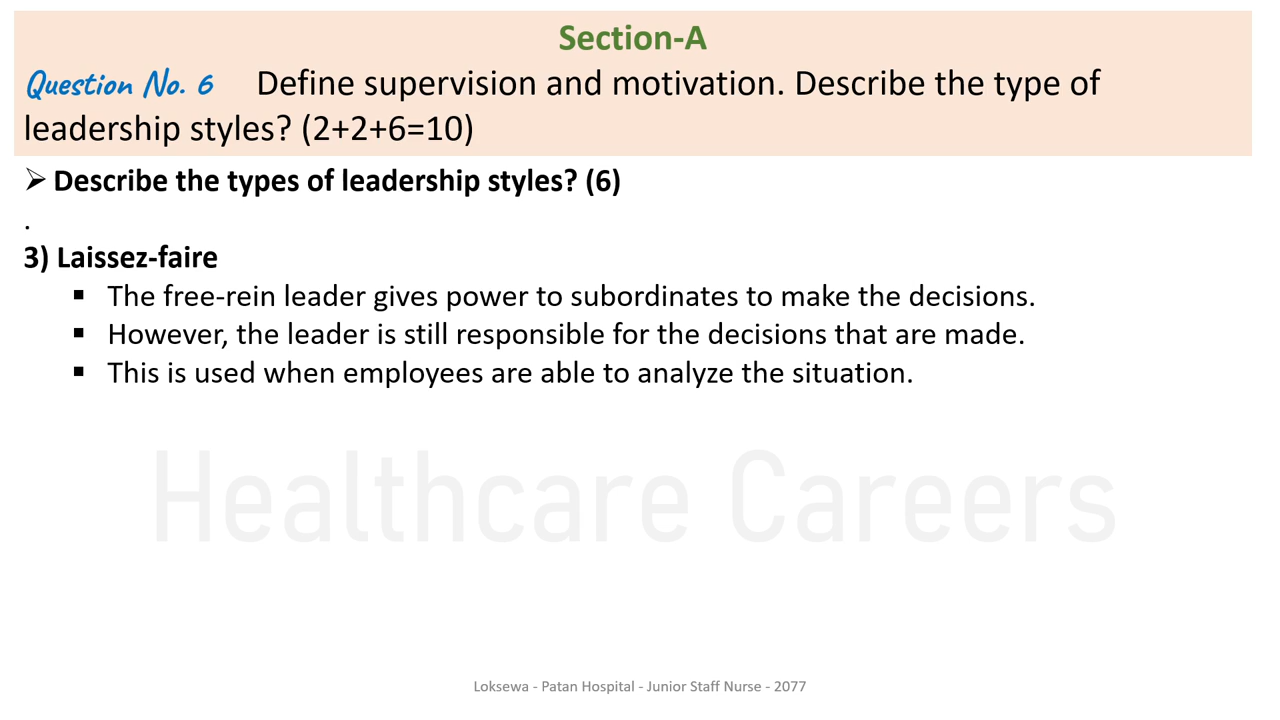 Section-A
Question No. 6 Define supervision and motivation. Describe the type of
leadership styles? (2+2+6=10)
➢ Describe the types of leadership styles? (6)
.
3) Laissez-faire
▪ The free-rein leader gives power to subordinates to make the decisions.
▪ However, the leader is still responsible for the decisions that are made.
▪ This is used when employees are able to analyze the situation.
Healthcare Careers
Loksewa - Patan Hospital - Junior Staff Nurse - 2077